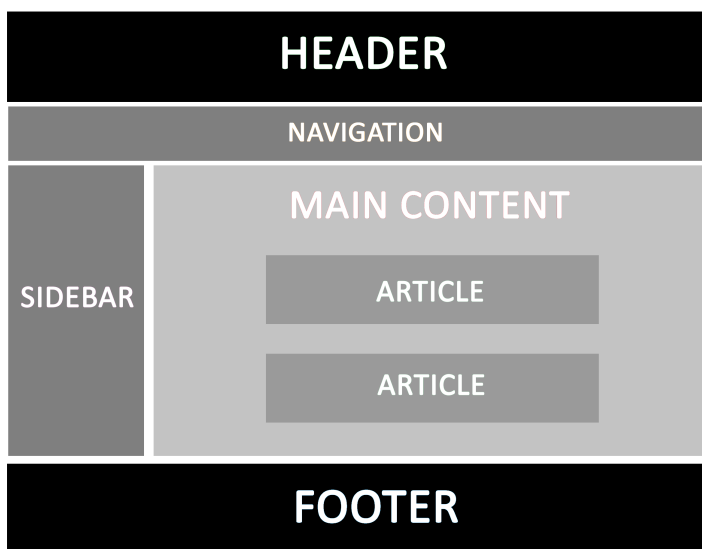 HEADER
NAVIGATION
SIDEBAR
MAIN CONTENT
ARTICLE
ARTICLE
FOOTER